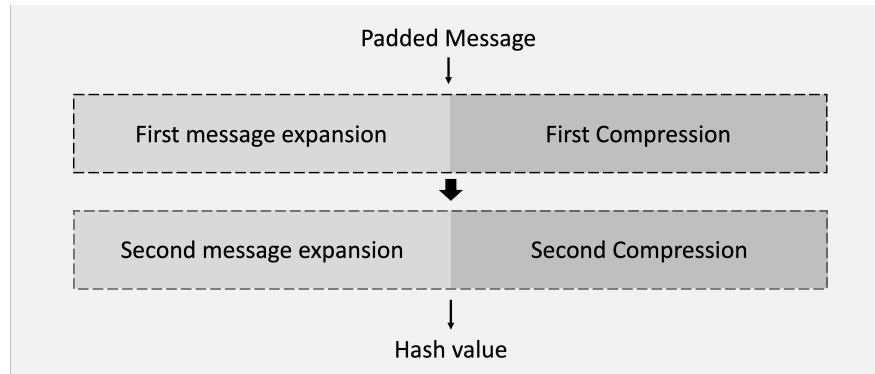 Padded Message
First message expansion
First Compression
Second message expansion
Second Compression
Hash value